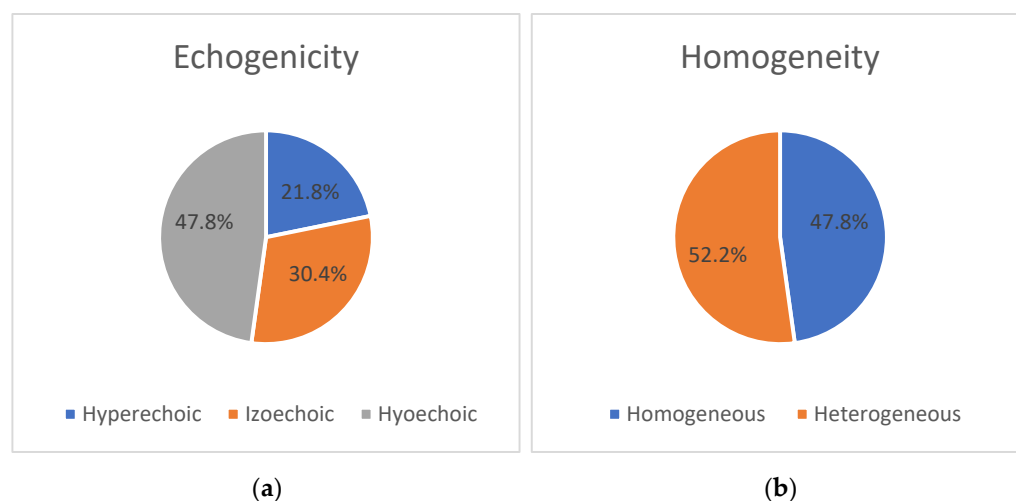 Echogenicity
21.8%
47.8%
30.4%
Hyperechoic Izoechoic Hyoechoic
(a)
Homogeneity
47.8%
52.2%
Homogeneous Heterogeneous
(b)